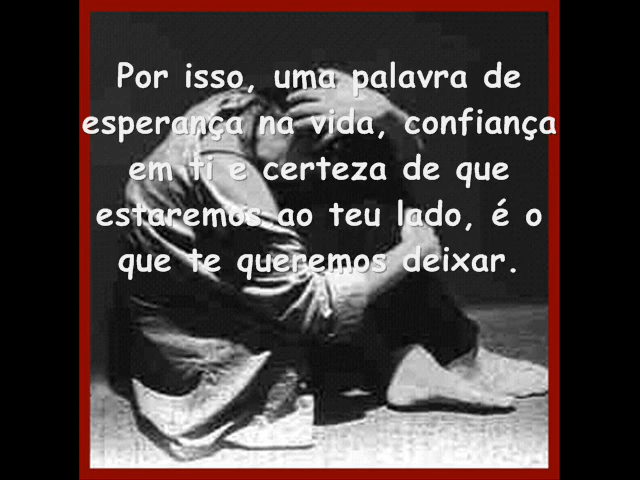 Por isso, uma palavra de
esperança na vida, confiança
em ti e certeza de que
estaremos ao teu lado, é o
que te queremos deixar.